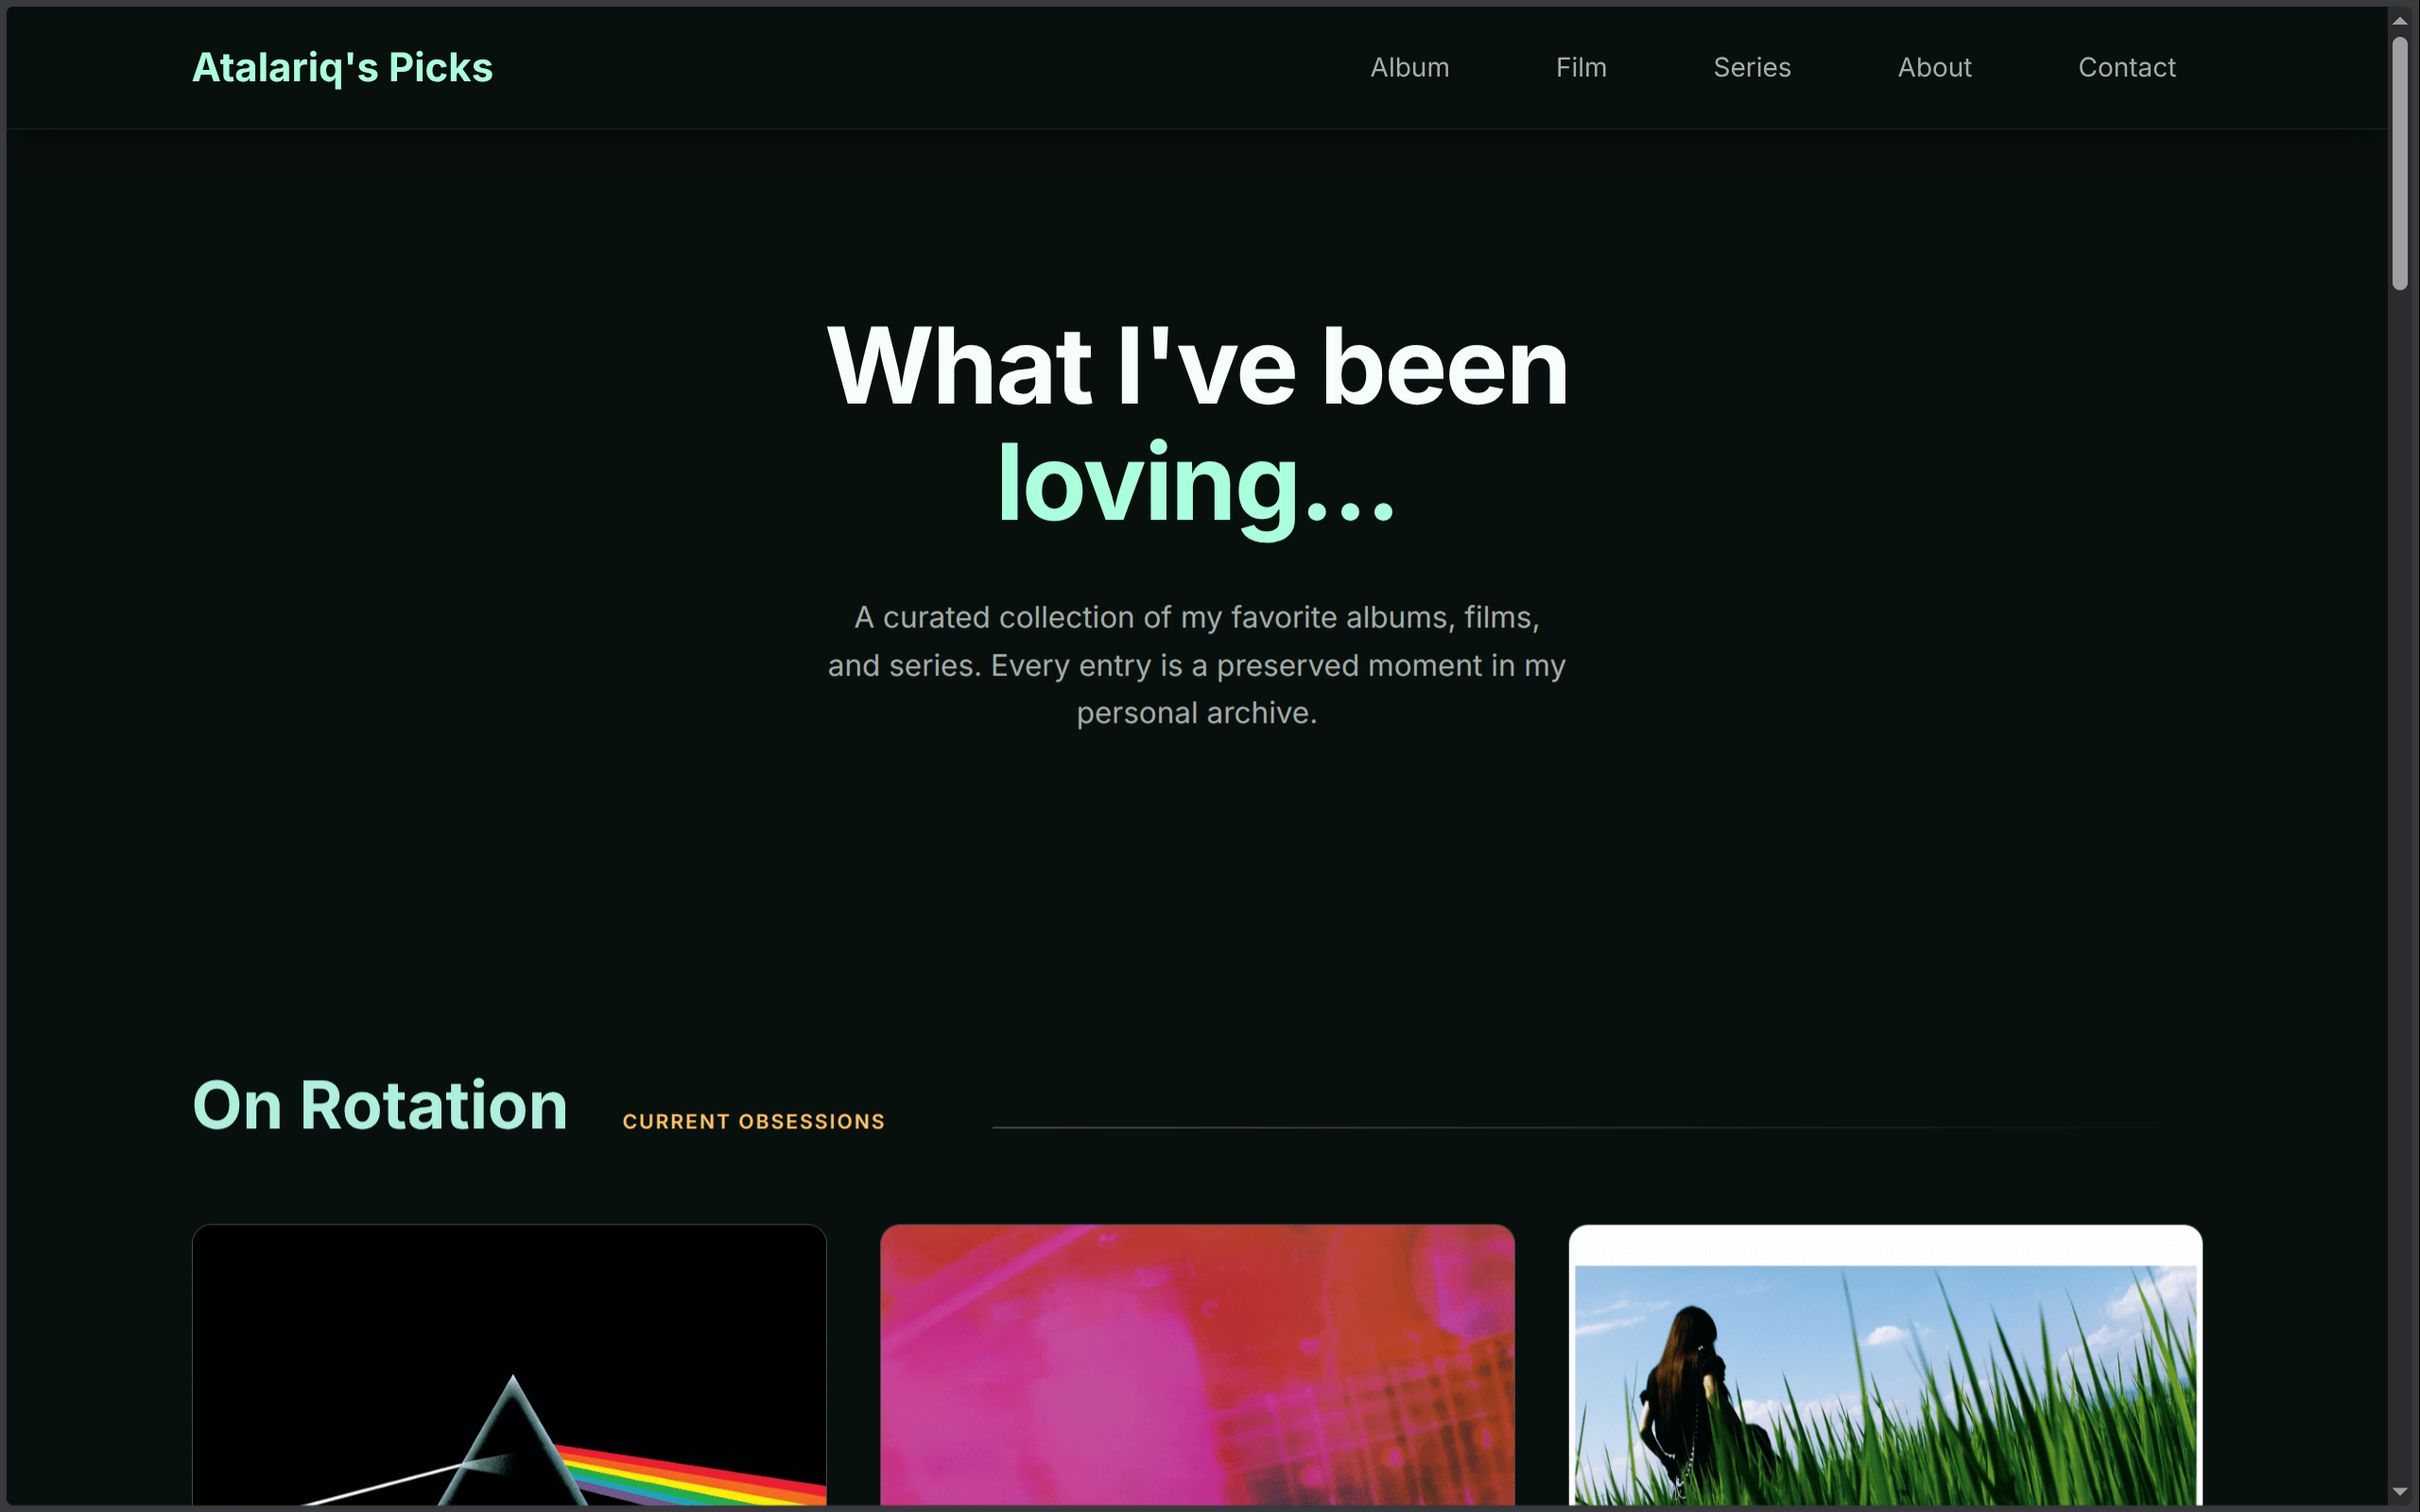 Atalariq's Picks
Album
Film
Series
About
Contact
What I've been
loving...
A curated collection of my favorite albums, films,
and series. Every entry is a preserved moment in my
personal archive.
On Rotation
CURRENT OBSESSIONS